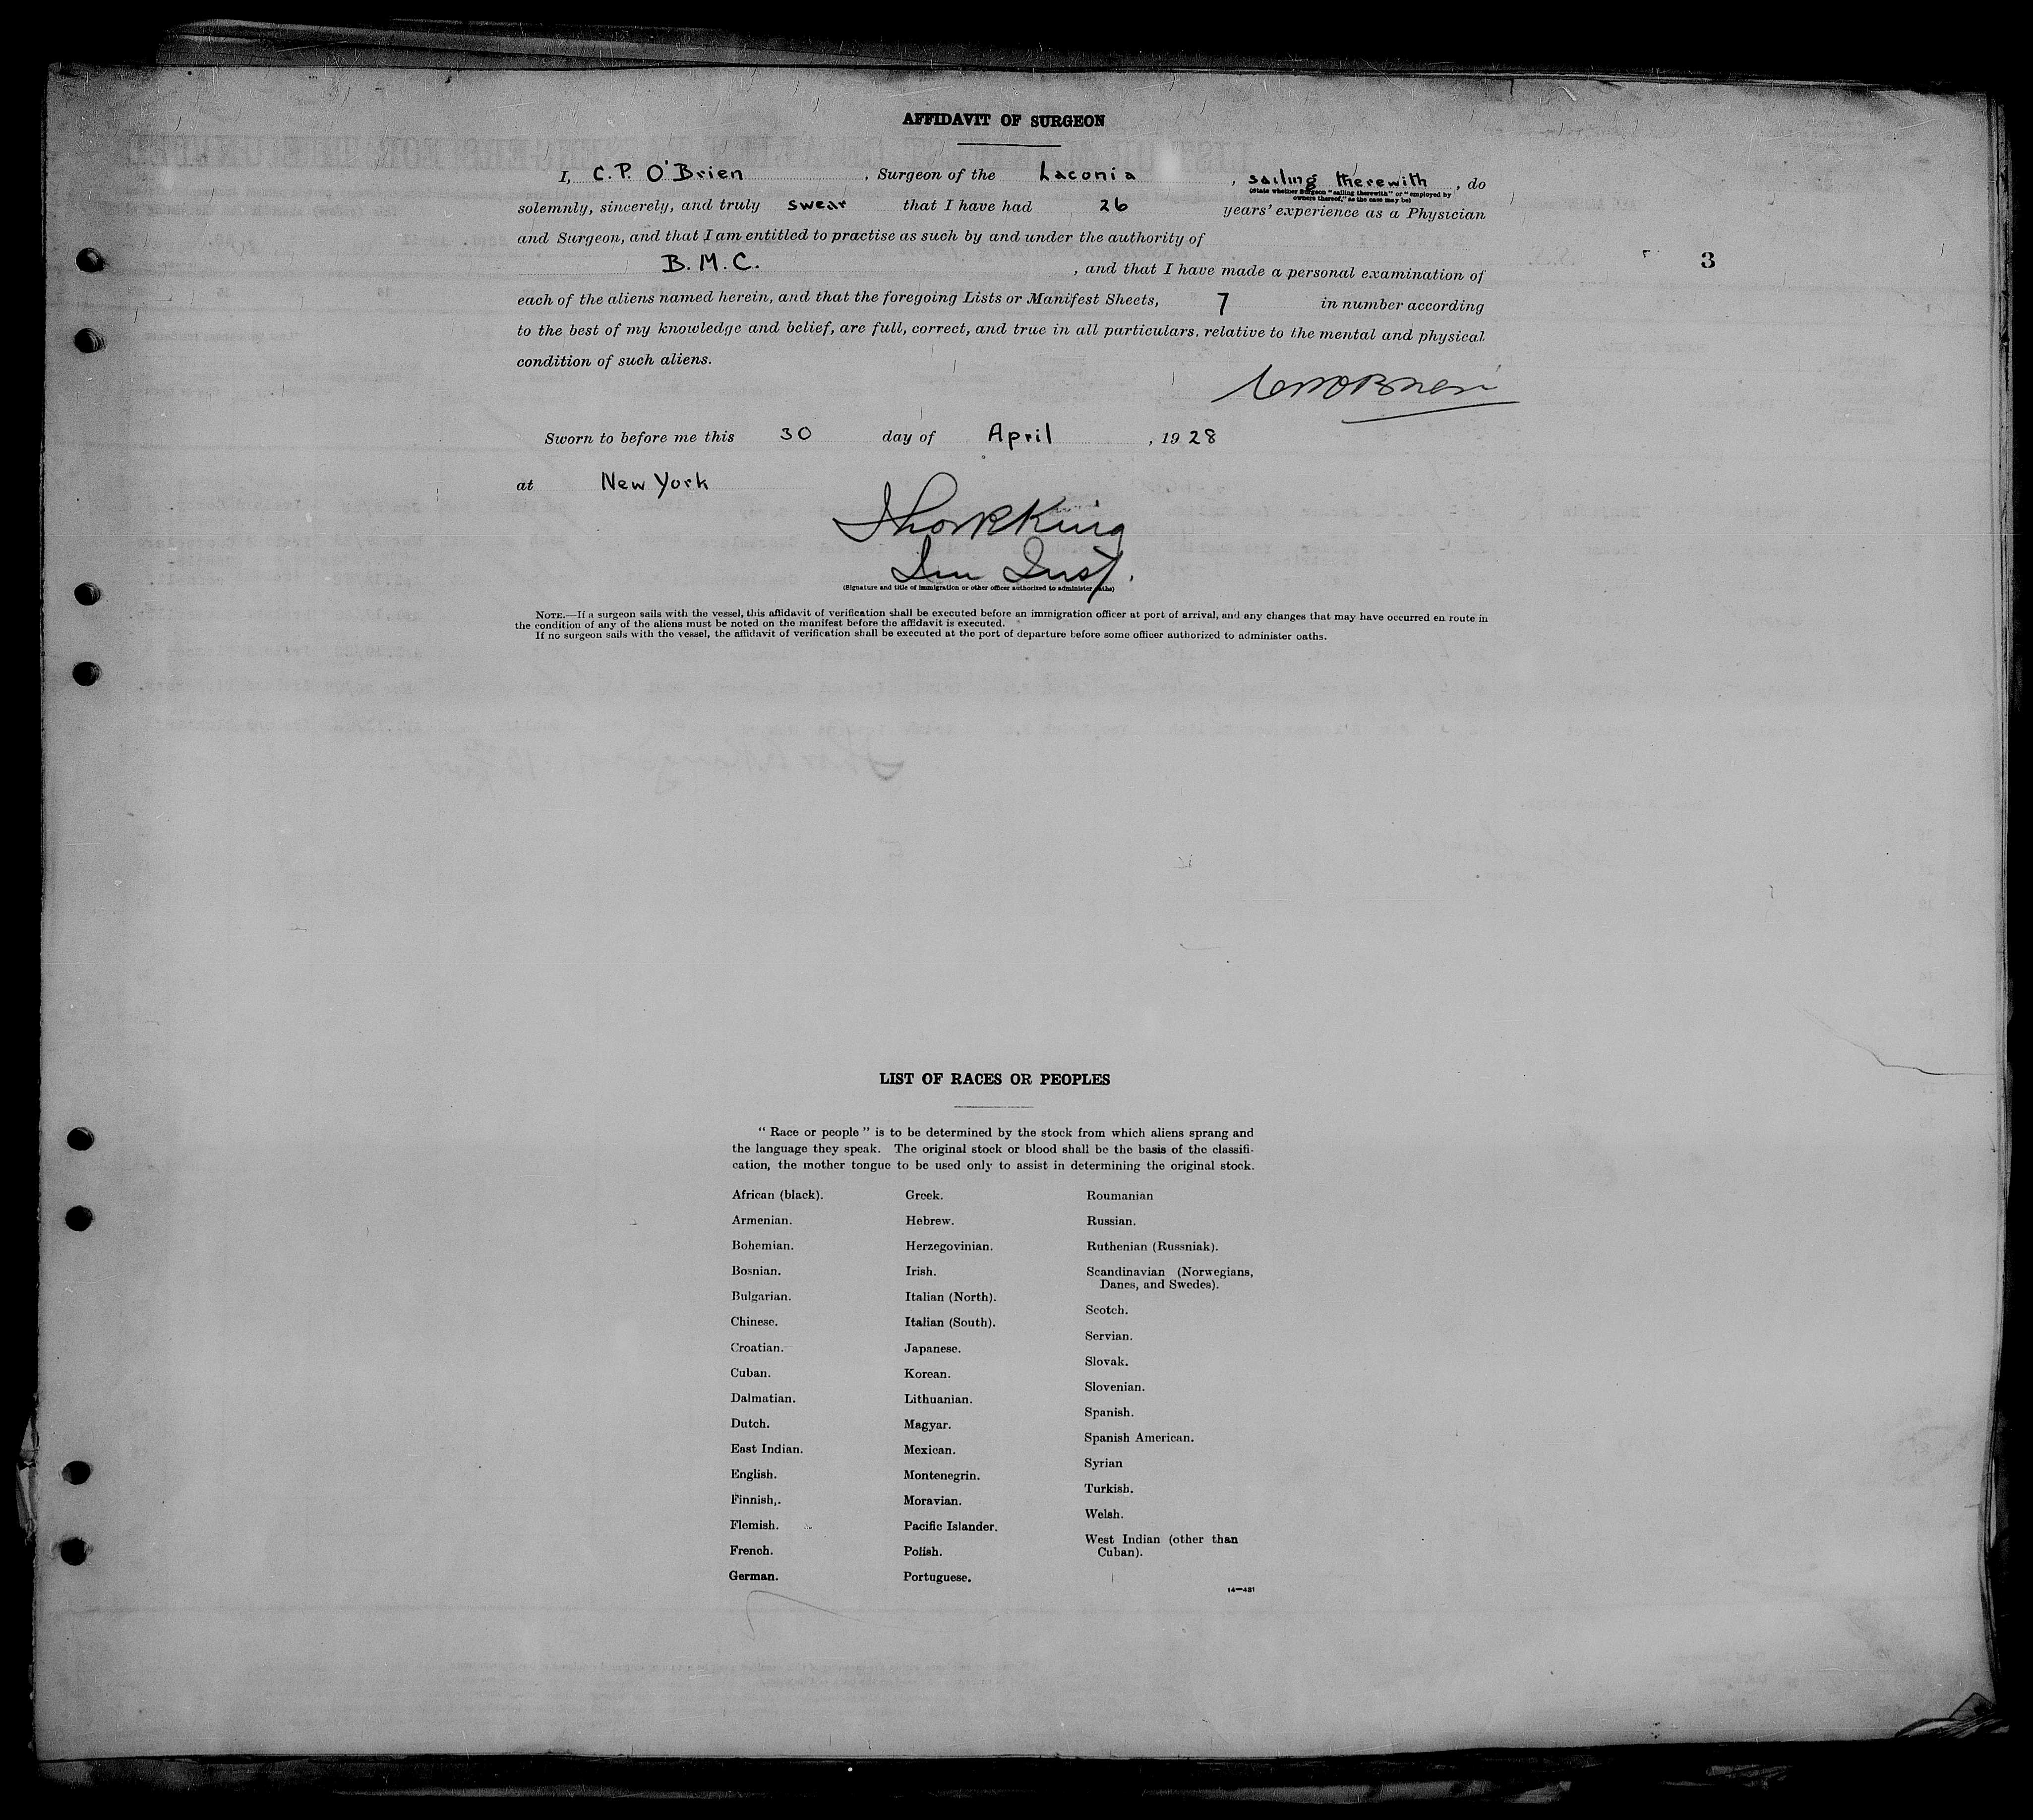 AFFIDAVIT OF SURGEON
I, C. P. O'Brien , Surgeon of the Laconia , sailing therewith , do
(State whether Surgeon "sailing therewith" or "employed by
owners thereof," as the case may be)
solemnly, sincerely, and truly swear that I have had 26 years' experience as a Physician
and Surgeon, and that I am entitled to practise as such by and under the authority of
B. M. C. , and that I have made a personal examination of
3
each of the aliens named herein, and that the foregoing Lists or Manifest Sheets, 7 in number according
to the best of my knowledge and belief, are full, correct, and true in all particulars, relative to the mental and physical
condition of such aliens.
Sworn to before me this 30 day of April , 19 28
at New York
King
(Signature and title of immigration or other officer authorized to administer oaths)
NOTE.—If a surgeon sails with the vessel, this affidavit of verification shall be executed before an immigration officer at port of arrival, and any changes that may have occurred en route in
the condition of any of the aliens must be noted on the manifest before the affidavit is executed.
If no surgeon sails with the vessel, the affidavit of verification shall be executed at the port of departure before some officer authorized to administer oaths.
LIST OF RACES OR PEOPLES
"Race or people" is to be determined by the stock from which aliens sprang and
the language they speak. The original stock or blood shall be the basis of the classifi-
cation, the mother tongue to be used only to assist in determining the original stock.
African (black).
Armenian.
Bohemian.
Bosnian.
Bulgarian.
Chinese.
Croatian.
Cuban.
Dalmatian.
Dutch.
East Indian.
English.
Finnish,.
Flemish.
French.
German.
Greek.
Hebrew.
Herzegovinian.
Irish.
Italian (North).
Italian (South).
Japanese.
Korean.
Lithuanian.
Magyar.
Mexican.
Montenegrin.
Moravian.
Pacific Islander.
Polish.
Portuguese.
Roumanian
Russian.
Ruthenian (Russniak).
Scandinavian (Norwegians,
Danes, and Swedes).
Scotch.
Servian.
Slovak.
Slovenian.
Spanish.
Spanish American.
Syrian
Turkish.
Welsh.
West Indian (other than
Cuban).
14—431